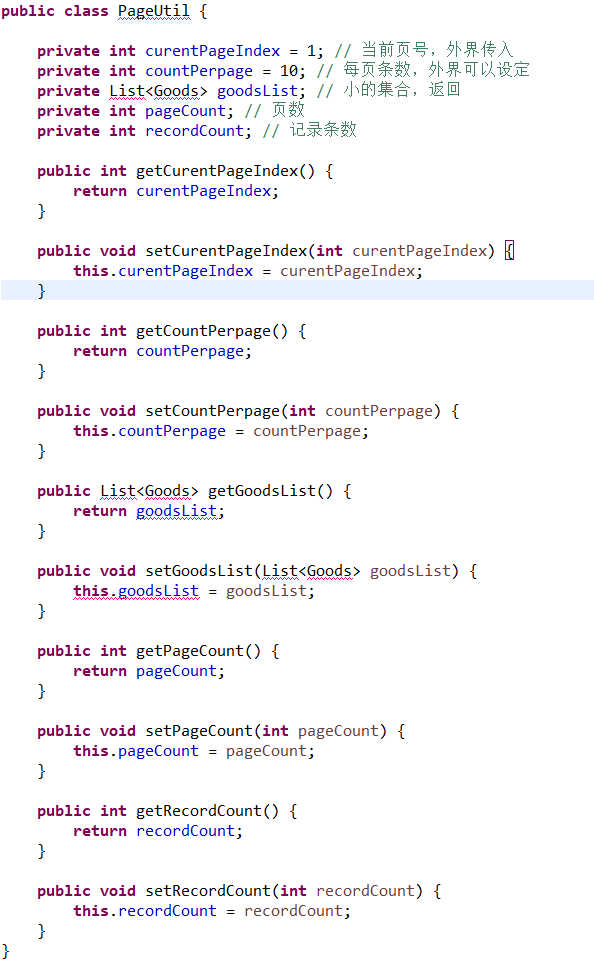 public class PageUtil {
private int curentPageIndex = 1; // 当前页号，外界传入
private int countPerpage = 10; // 每页条数，外界可以设定
private List<Goods> goodsList; // 小的集合，返回
private int pageCount; // 页数
private int recordCount; // 记录条数
public int getCurentPageIndex() {
return curentPageIndex;
}
public void setCurentPageIndex(int curentPageIndex) {
this.curentPageIndex = curentPageIndex;
}
public int getCountPerpage() {
return countPerpage;
}
public void setCountPerpage(int countPerpage) {
this.countPerpage = countPerpage;
}
public List<Goods> getGoodsList() {
return goodsList;
}
public void setGoodsList(List<Goods> goodsList) {
this.goodsList = goodsList;
}
public int getPageCount() {
return pageCount;
}
public void setPageCount(int pageCount) {
this.pageCount = pageCount;
}
public int getRecordCount() {
return recordCount;
}
public void setRecordCount(int recordCount) {
this.recordCount = recordCount;
}
}